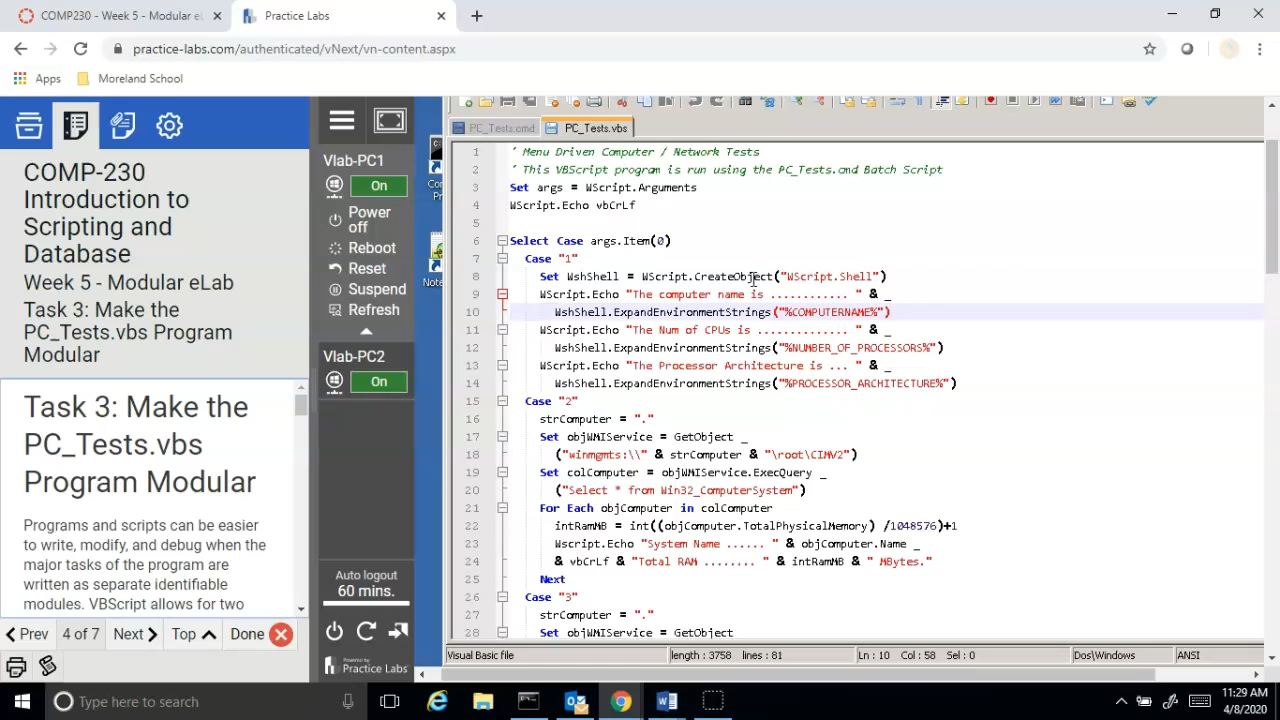 COMP230 - Week 5 - Modular eL
Practice Labs
practice-labs.com/authenticated/vNext/vn-content.aspx
Apps
Moreland School
COMP-230
Introduction to
Scripting and
Database
Week 5 - Modular eLab
Task 3: Make the
PC_Tests.vbs Program
Modular
Task 3: Make the
PC_Tests.vbs
Program Modular
Programs and scripts can be easier
to write, modify, and debug when the
major tasks of the program are
written as separate identifiable
modules. VBScript allows for two
Prev
4 of 7
Next
Top
Done
Vlab-PC1
On
Power
off
Reboot
Reset
Suspend
Refresh
Vlab-PC2
On
Auto logout
60 mins.
Powered by
Practice Labs
Co
Pr
Note
PC_Tests.cmd
PC_Tests.vbs
1 ' Menu Driven Computer / Network Tests
2 ' This VBScript program is run using the PC_Tests.cmd Batch Script
3 Set args = WScript.Arguments
4 WScript.Echo vbCrLf
5
6 Select Case args.Item(0)
7 Case "1"
8 Set WshShell = WScript.CreateObject("WScript.Shell")
9 WScript.Echo "The computer name is ............ " & _
10 WshShell.ExpandEnvironmentStrings("%COMPUTERNAME%")
11 WScript.Echo "The Num of CPUs is .............. " & _
12 WshShell.ExpandEnvironmentStrings("%NUMBER_OF_PROCESSORS%")
13 WScript.Echo "The Processor Architecture is ... " & _
14 WshShell.ExpandEnvironmentStrings("%PROCESSOR_ARCHITECTURE%")
15 Case "2"
16 strComputer = "."
17 Set objWMIService = GetObject _
18 ("winmgmts:\\" & strComputer & "\root\CIMV2")
19 Set colComputer = objWMIService.ExecQuery _
20 ("Select * from Win32_ComputerSystem")
21 For Each objComputer in colComputer
22 intRamMB = int((objComputer.TotalPhysicalMemory) /1048576)+1
23 Wscript.Echo "System Name ...... " & objComputer.Name _
24 & vbCrLf & "Total RAM ........ " & intRamMB & " MBytes."
25 Next
26 Case "3"
27 strComputer = "."
28 Set objWMIService = GetObject
Visual Basic file
length : 3758 lines : 81
Ln : 10 Col : 58 Sel : 0
Dos\Windows
ANSI
Type here to search
11:29 AM
4/8/2020